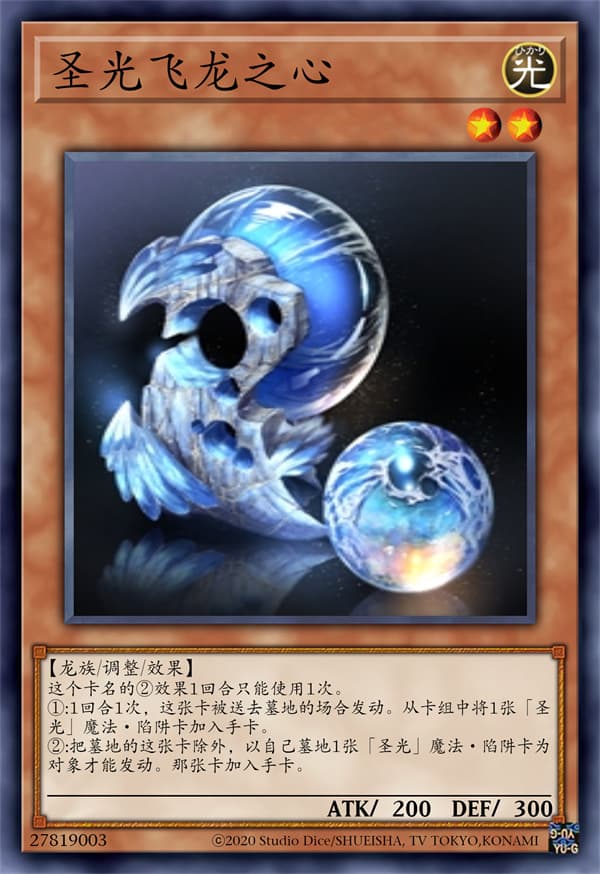 圣光飞龙之心
ひかり
光
【龙族/调整/效果】
这个卡名的②效果1回合只能使用1次。
①:1回合1次，这张卡被送去墓地的场合发动。从卡组中将1张「圣
光」魔法・陷阱卡加入手卡。
②:把墓地的这张卡除外，以自己墓地1张「圣光」魔法・陷阱卡为
对象才能发动。那张卡加入手卡。
ATK/ 200 DEF/ 300
27819003 ©2020 Studio Dice/SHUEISHA, TV TOKYO,KONAMI